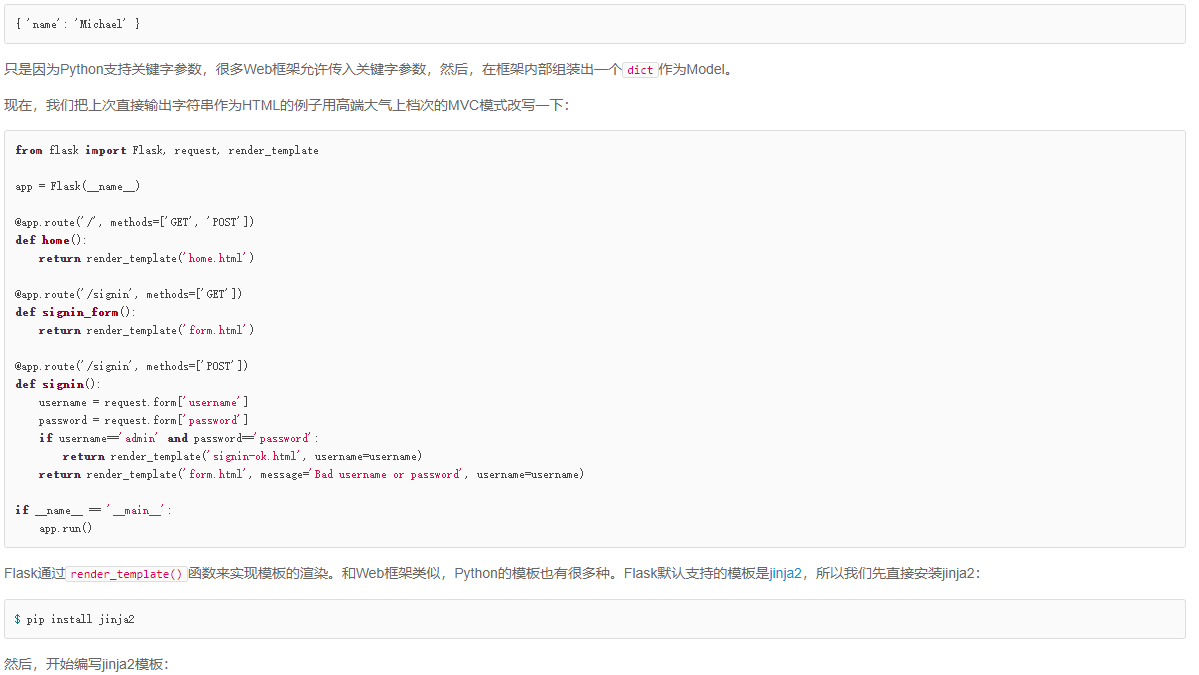 { 'name': 'Michael' }
只是因为Python支持关键字参数，很多Web框架允许传入关键字参数，然后，在框架内部组装出一个dict作为Model。
现在，我们把上次直接输出字符串作为HTML的例子用高端大气上档次的MVC模式改写一下：
from flask import Flask, request, render_template
app = Flask(__name__)
@app.route('/', methods=['GET', 'POST'])
def home():
    return render_template('home.html')
@app.route('/signin', methods=['GET'])
def signin_form():
    return render_template('form.html')
@app.route('/signin', methods=['POST'])
def signin():
    username = request.form['username']
    password = request.form['password']
    if username=='admin' and password=='password':
        return render_template('signin-ok.html', username=username)
    return render_template('form.html', message='Bad username or password', username=username)
if __name__ == '__main__':
    app.run()
Flask通过render_template()函数来实现模板的渲染。和Web框架类似，Python的模板也有很多种。Flask默认支持的模板是jinja2，所以我们先直接安装jinja2：
$ pip install jinja2
然后，开始编写jinja2模板：